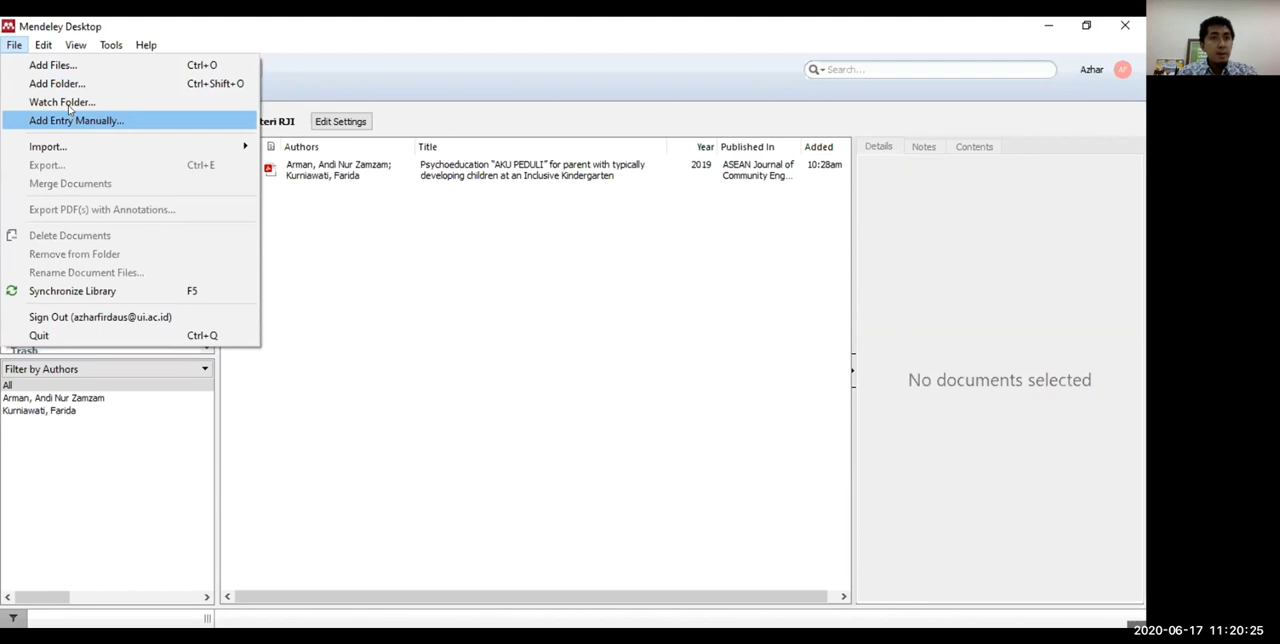 Mendeley Desktop
File Edit View Tools Help
Add Files... Ctrl+O
Add Folder... Ctrl+Shift+O
Watch Folder...
Add Entry Manually...
Import...
Export... Ctrl+E
Merge Documents
Export PDF(s) with Annotations...
Delete Documents
Remove from Folder
Rename Document Files...
Synchronize Library F5
Sign Out (azharfirdaus@ui.ac.id)
Quit Ctrl+Q
Trash
Filter by Authors
All
Arman, Andi Nur Zamzam
Kurniawati, Farida
Search...
Azhar AF
teri RJI Edit Settings
Authors Title Year Published In Added
Arman, Andi Nur Zamzam; Psychoeducation “AKU PEDULI” for parent with typically 2019 ASEAN Journal of 10:28am
Kurniawati, Farida developing children at an Inclusive Kindergarten Community Eng...
Details Notes Contents
No documents selected
2020-06-17 11:20:25